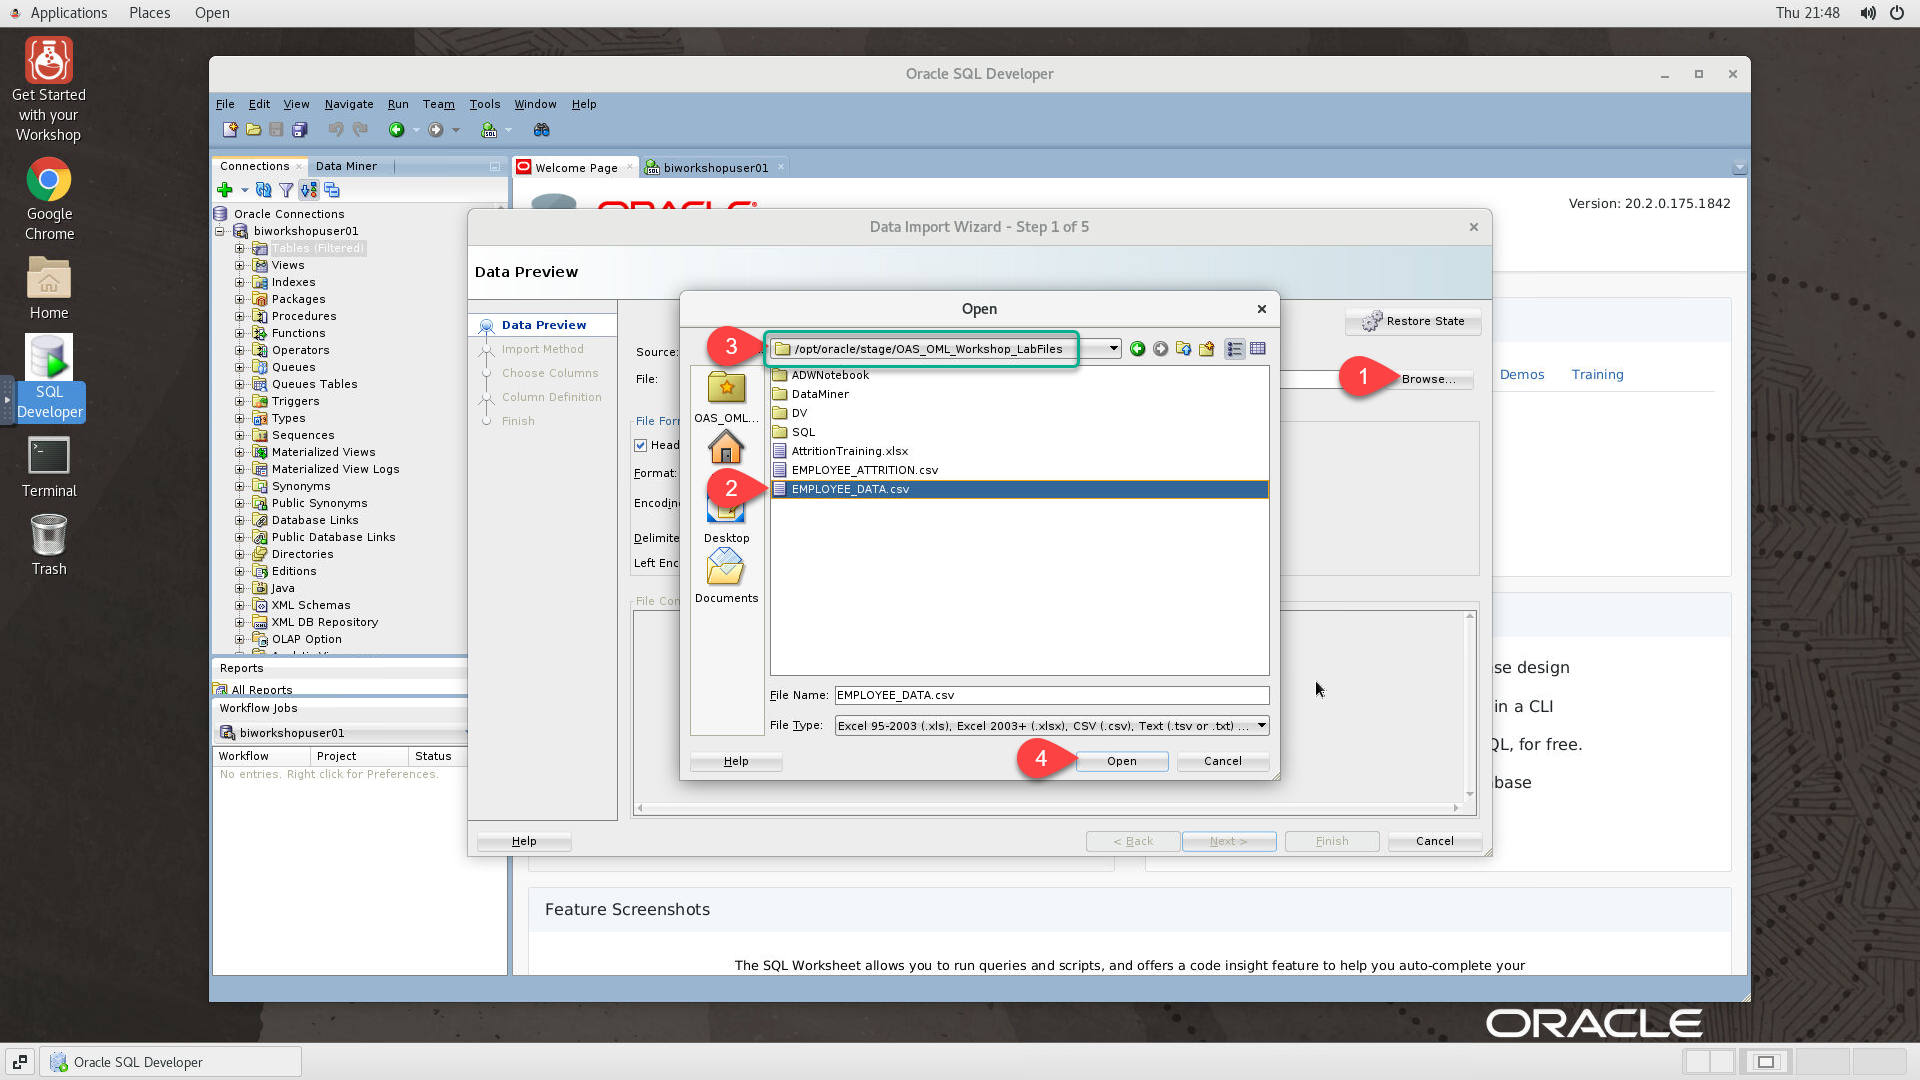 Applications Places Open
Thu 21:48
Get Started
with your
Workshop
Google
Chrome
Home
SQL
Developer
Terminal
Trash
Oracle SQL Developer
File Edit View Navigate Run Team Tools Window Help
Connections Data Miner
Welcome Page biworkshopuser01
Version: 20.2.0.175.1842
Oracle Connections
biworkshopuser01
Tables (Filtered)
Views
Indexes
Packages
Procedures
Functions
Operators
Queues
Queues Tables
Triggers
Types
Sequences
Materialized Views
Materialized View Logs
Synonyms
Public Synonyms
Database Links
Public Database Links
Directories
Editions
Java
XML Schemas
XML DB Repository
OLAP Option
Reports
All Reports
Workflow Jobs
biworkshopuser01
Workflow Project Status
No entries. Right click for Preferences.
Data Import Wizard - Step 1 of 5
Data Preview
Data Preview
Import Method
Choose Columns
Column Definition
Finish
Restore State
Source:
File:
1
Browse...
File For
Head
Format:
Encodin
Delimite
Left Enc
File Con
Help < Back Next > Finish Cancel
Open
3
/opt/oracle/stage/OAS_OML_Workshop_LabFiles
OAS_OML...
Desktop
Documents
ADWNotebook
DataMiner
DV
SQL
AttritionTraining.xlsx
EMPLOYEE_ATTRITION.csv
2
EMPLOYEE_DATA.csv
File Name: EMPLOYEE_DATA.csv
File Type: Excel 95-2003 (.xls), Excel 2003+ (.xlsx), CSV (.csv), Text (.tsv or .txt) ...
Help
4
Open Cancel
Demos Training
se design
in a CLI
QL, for free.
base
Feature Screenshots
The SQL Worksheet allows you to run queries and scripts, and offers a code insight feature to help you auto-complete your
ORACLE
Oracle SQL Developer